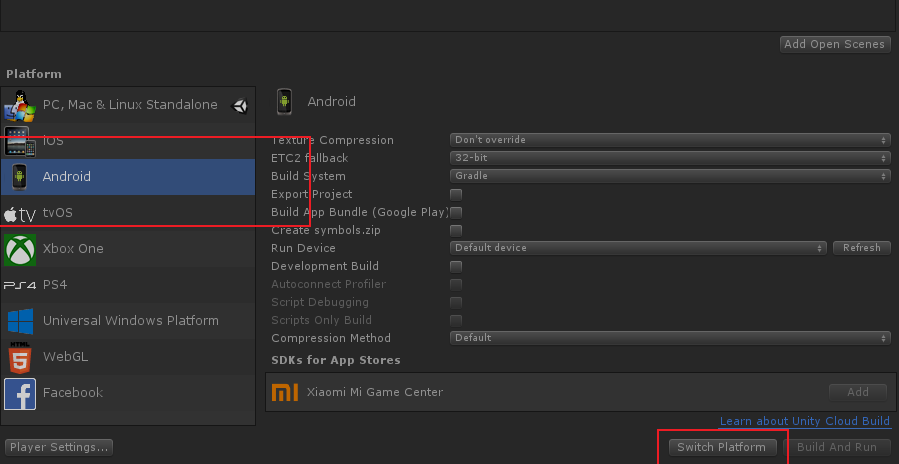 Add Open Scenes
Platform
PC, Mac & Linux Standalone
iOS
Android
tvOS
Xbox One
PS4
Universal Windows Platform
WebGL
Facebook
Android
Texture Compression Don't override
ETC2 fallback 32-bit
Build System Gradle
Export Project
Build App Bundle (Google Play)
Create symbols.zip
Run Device Default device Refresh
Development Build
Autoconnect Profiler
Script Debugging
Scripts Only Build
Compression Method Default
SDKs for App Stores
Xiaomi Mi Game Center Add
Learn about Unity Cloud Build
Player Settings... Switch Platform Build And Run